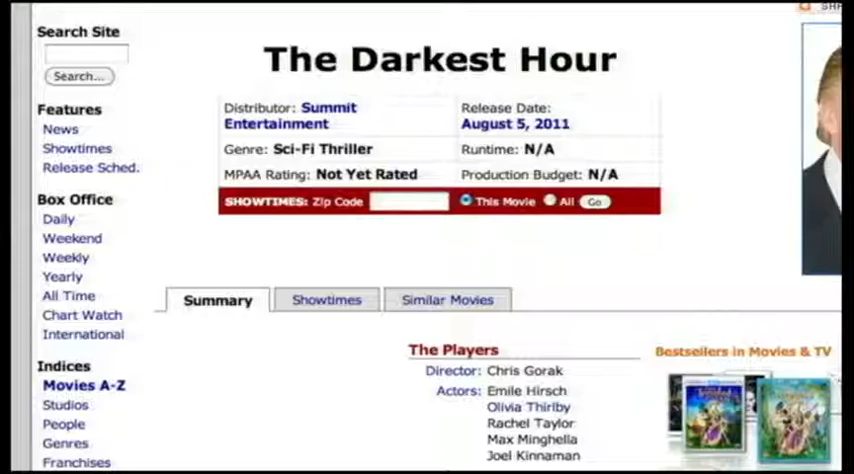 SHR
Search Site
Search...
Features
News
Showtimes
Release Sched.
Box Office
Daily
Weekend
Weekly
Yearly
All Time
Chart Watch
International
Indices
Movies A-Z
Studios
People
Genres
Franchises
The Darkest Hour
Distributor: Summit
Entertainment
Release Date:
August 5, 2011
Genre: Sci-Fi Thriller
Runtime: N/A
MPAA Rating: Not Yet Rated
Production Budget: N/A
SHOWTIMES: Zip Code
This Movie
All
Go
Summary
Showtimes
Similar Movies
The Players
Director: Chris Gorak
Actors: Emile Hirsch
Olivia Thirlby
Rachel Taylor
Max Minghella
Joel Kinnaman
Bestsellers in Movies & TV